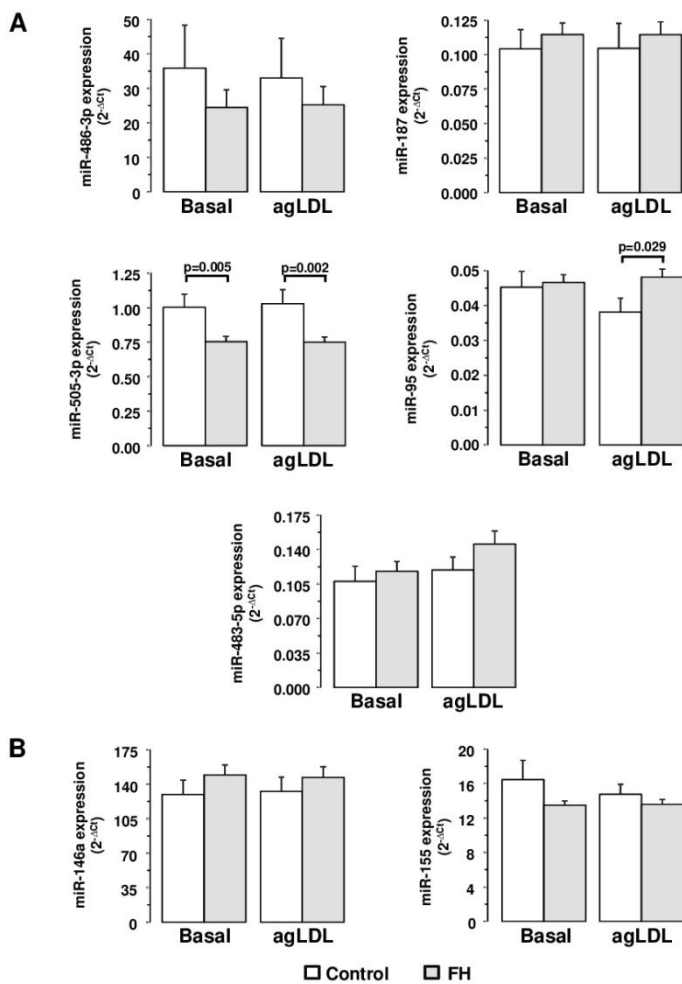 A
miR-486-3p expression
(2-ΔCt)
50
40
30
20
10
0
Basal
agLDL
miR-187 expression
(2-ΔCt)
0.125
0.100
0.075
0.050
0.025
0.000
Basal
agLDL
miR-505-3p expression
(2-ΔCt)
1.25
1.00
0.75
0.50
0.25
0.00
p=0.005
p=0.002
Basal
agLDL
miR-95 expression
(2-ΔCt)
0.05
0.04
0.03
0.02
0.01
0.00
p=0.029
Basal
agLDL
miR-483-5p expression
(2-ΔCt)
0.175
0.140
0.105
0.070
0.035
0.000
Basal
agLDL
B
miR-146a expression
(2-ΔCt)
175
140
105
70
35
0
Basal
agLDL
miR-155 expression
(2-ΔCt)
20
16
12
8
4
0
Basal
agLDL
Control FH